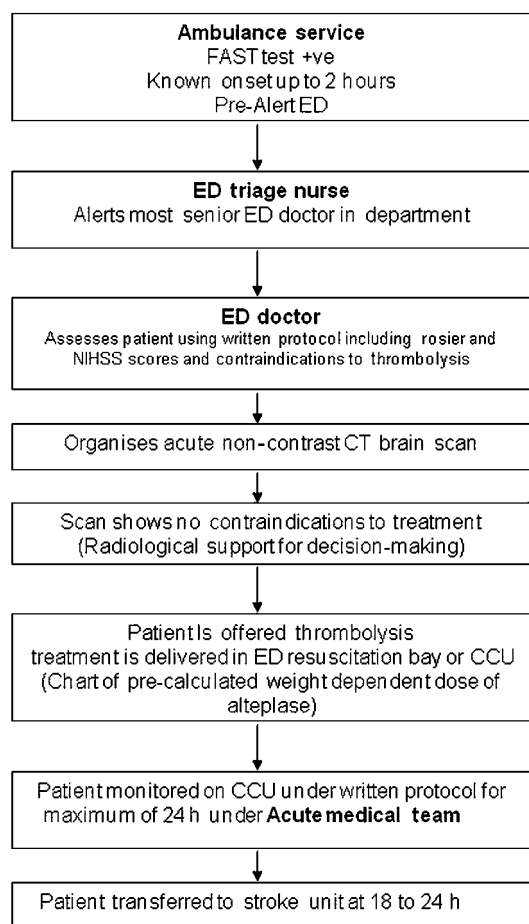 Ambulance service
FAST test +ve
Known onset up to 2 hours
Pre-Alert ED
ED triage nurse
Alerts most senior ED doctor in department
ED doctor
Assesses patient using written protocol including rosier and
NIHSS scores and contraindications to thrombolysis
Organises acute non-contrast CT brain scan
Scan shows no contraindications to treatment
(Radiological support for decision-making)
Patient Is offered thrombolysis
treatment is delivered in ED resuscitation bay or CCU
(Chart of pre-calculated weight dependent dose of
alteplase)
Patient monitored on CCU under written protocol for
maximum of 24 h under Acute medical team
Patient transferred to stroke unit at 18 to 24 h